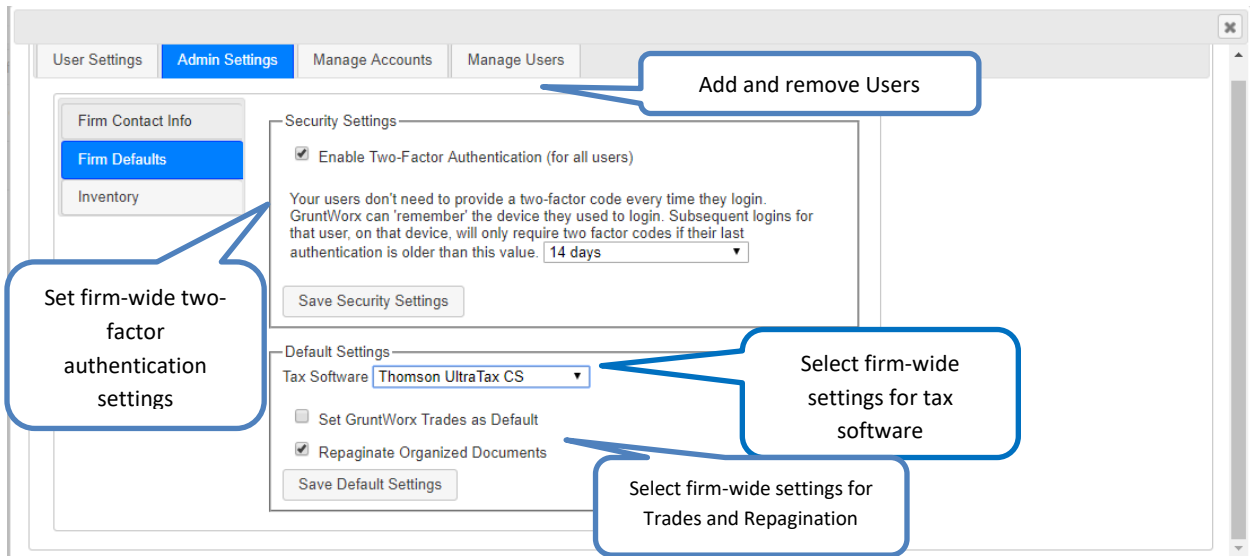 User Settings
Admin Settings
Manage Accounts
Manage Users
Add and remove Users
Firm Contact Info
Firm Defaults
Inventory
Security Settings
Enable Two-Factor Authentication (for all users)
Your users don't need to provide a two-factor code every time they login.
GruntWorx can 'remember' the device they used to login. Subsequent logins for
that user, on that device, will only require two factor codes if their last
authentication is older than this value. 14 days
Save Security Settings
Set firm-wide two-
factor
authentication
settings
Default Settings
Tax Software Thomson UltraTax CS
Set GruntWorx Trades as Default
Repaginate Organized Documents
Save Default Settings
Select firm-wide
settings for tax
software
Select firm-wide settings for
Trades and Repagination